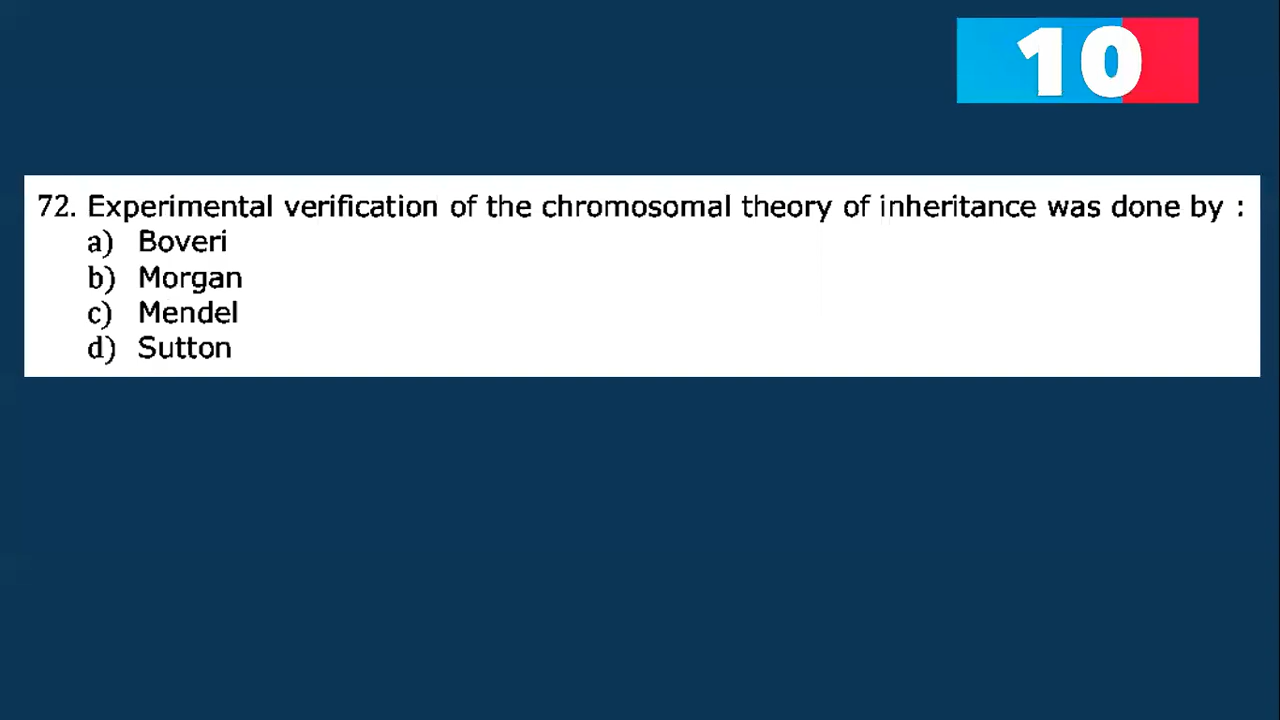 10
72. Experimental verification of the chromosomal theory of inheritance was done by :
a) Boveri
b) Morgan
c) Mendel
d) Sutton